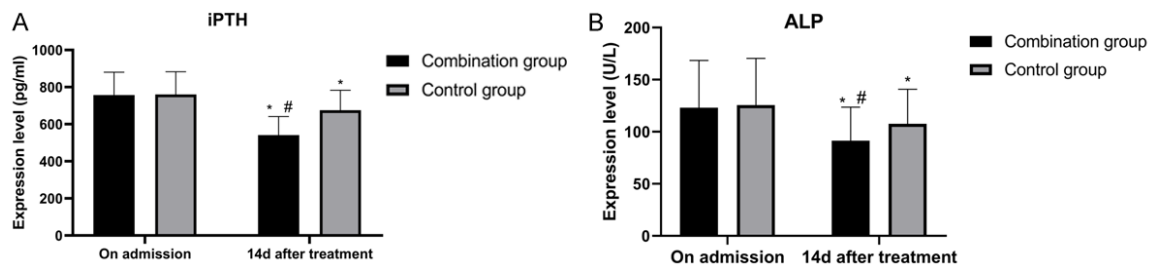 A
iPTH
Expression level (pg/ml)
1000
800
600
400
200
0
* #
*
On admission
14d after treatment
Combination group
Control group
B
ALP
Expression level (U/L)
200
150
100
50
0
* #
*
On admission
14d after treatment
Combination group
Control group